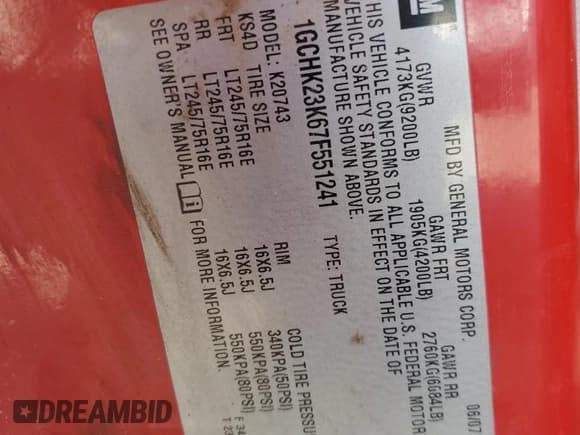 GM
MFD BY GENERAL MOTORS CORP. 06/07
GVWR GAWR FRT GAWR RR
4173KG(9200LB) 1905KG(4200LB) 2760KG(6084LB)
THIS VEHICLE CONFORMS TO ALL APPLICABLE U.S. FEDERAL MOTOR
VEHICLE SAFETY STANDARDS IN EFFECT ON THE DATE OF
MANUFACTURE SHOWN ABOVE.
1GCHK23K67F551241 TYPE: TRUCK
MODEL: K20743
KS4D TIRE SIZE RIM COLD TIRE PRESSU
FRT LT245/75R16E 16X6.5J 340KPA(50PSI)
RR LT245/75R16E 16X6.5J 550KPA(80PSI)
SPA LT245/75R16E 16X6.5J 550KPA(80PSI)
SEE OWNER'S MANUAL i FOR MORE INFORMATION.
F 34
T 23
DREAMBID